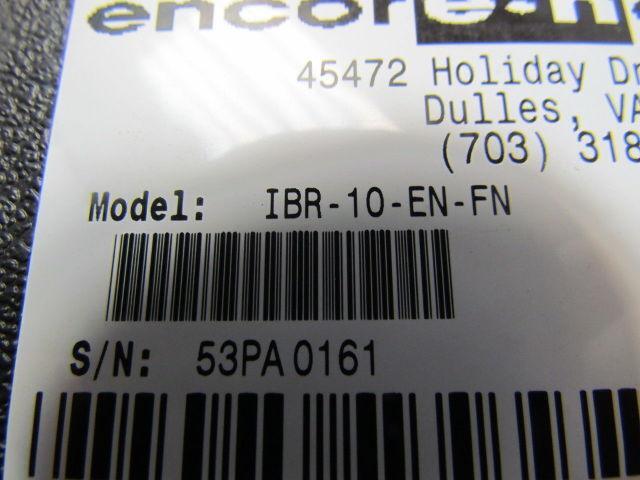 encore
45472 Holiday Dr
Dulles, VA
(703) 318
Model: IBR-10-EN-FN
S/N: 53PA0161